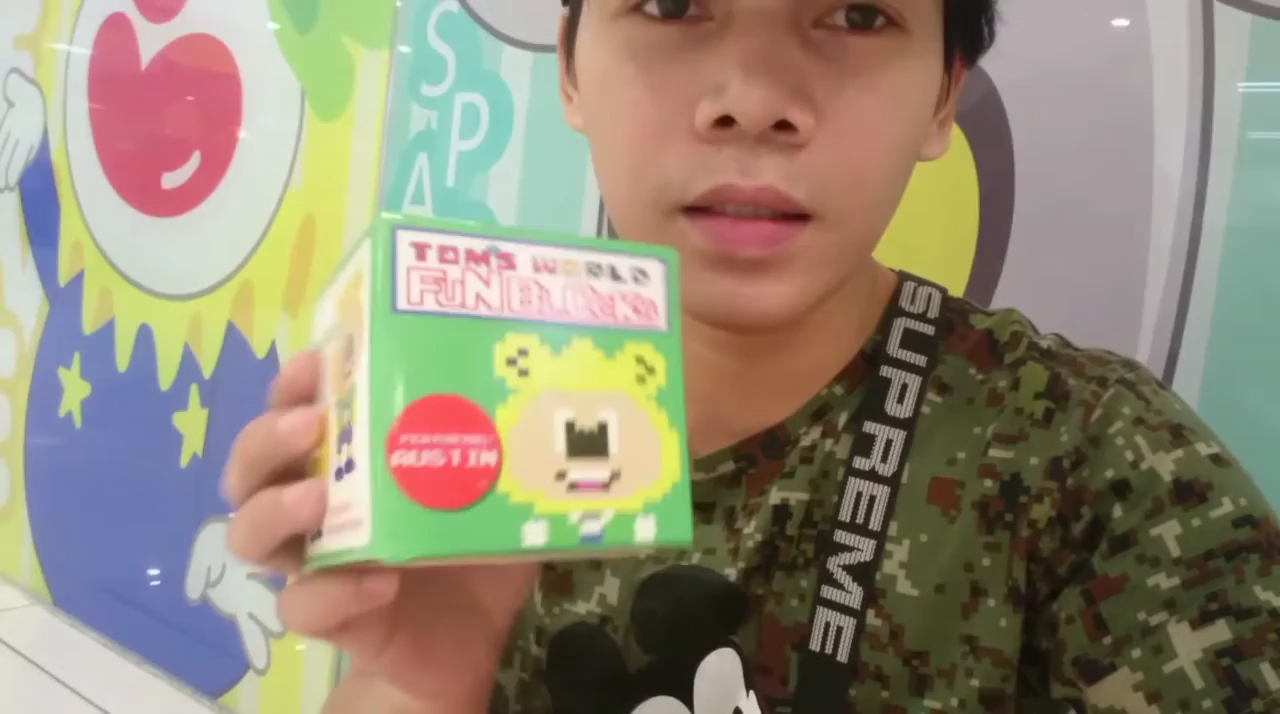 SPA
TOM'S WORLD
FUN BLOCKS
FEATURING:
AUSTIN
SUPREME